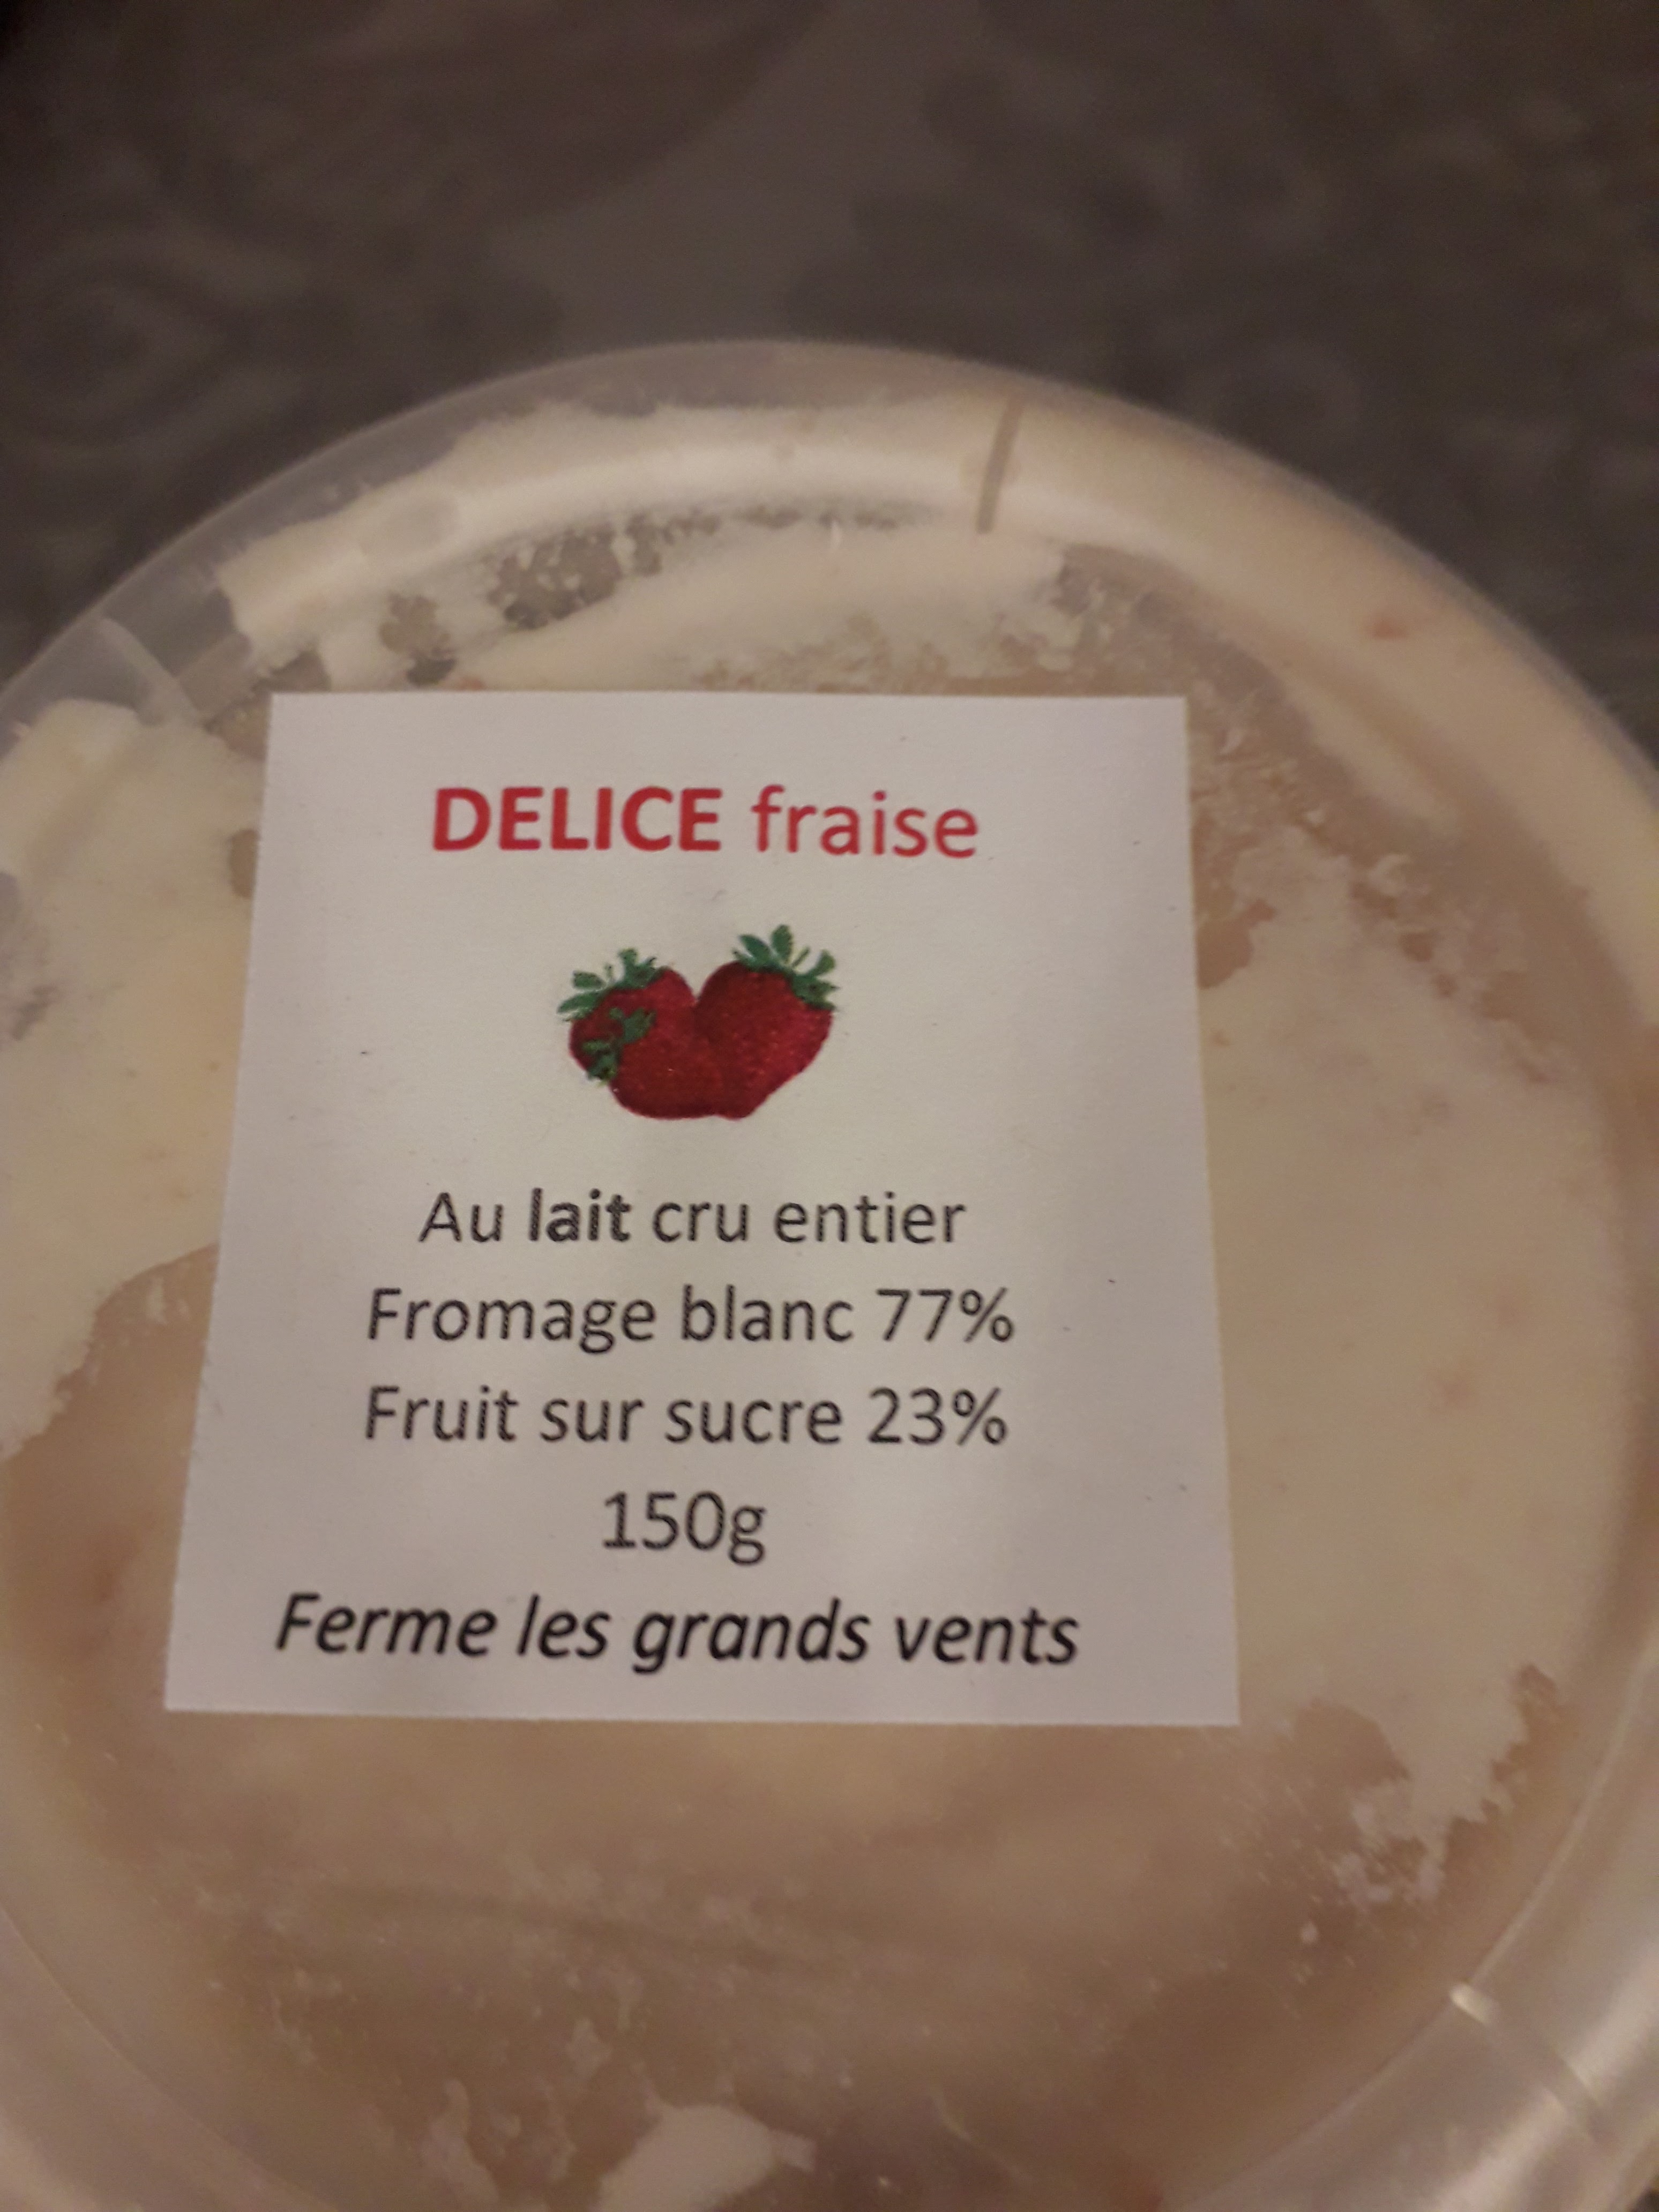 DELICE fraise
Au lait cru entier
Fromage blanc 77%
Fruit sur sucre 23%
150g
Ferme les grands vents